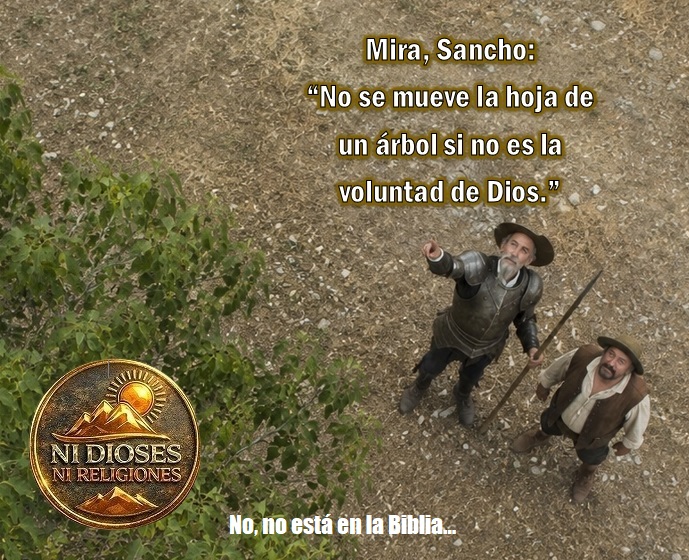 Mira, Sancho:
“No se mueve la hoja de
un árbol si no es la
voluntad de Dios.”
NI DIOSES
NI RELIGIONES
No, no está en la Biblia...